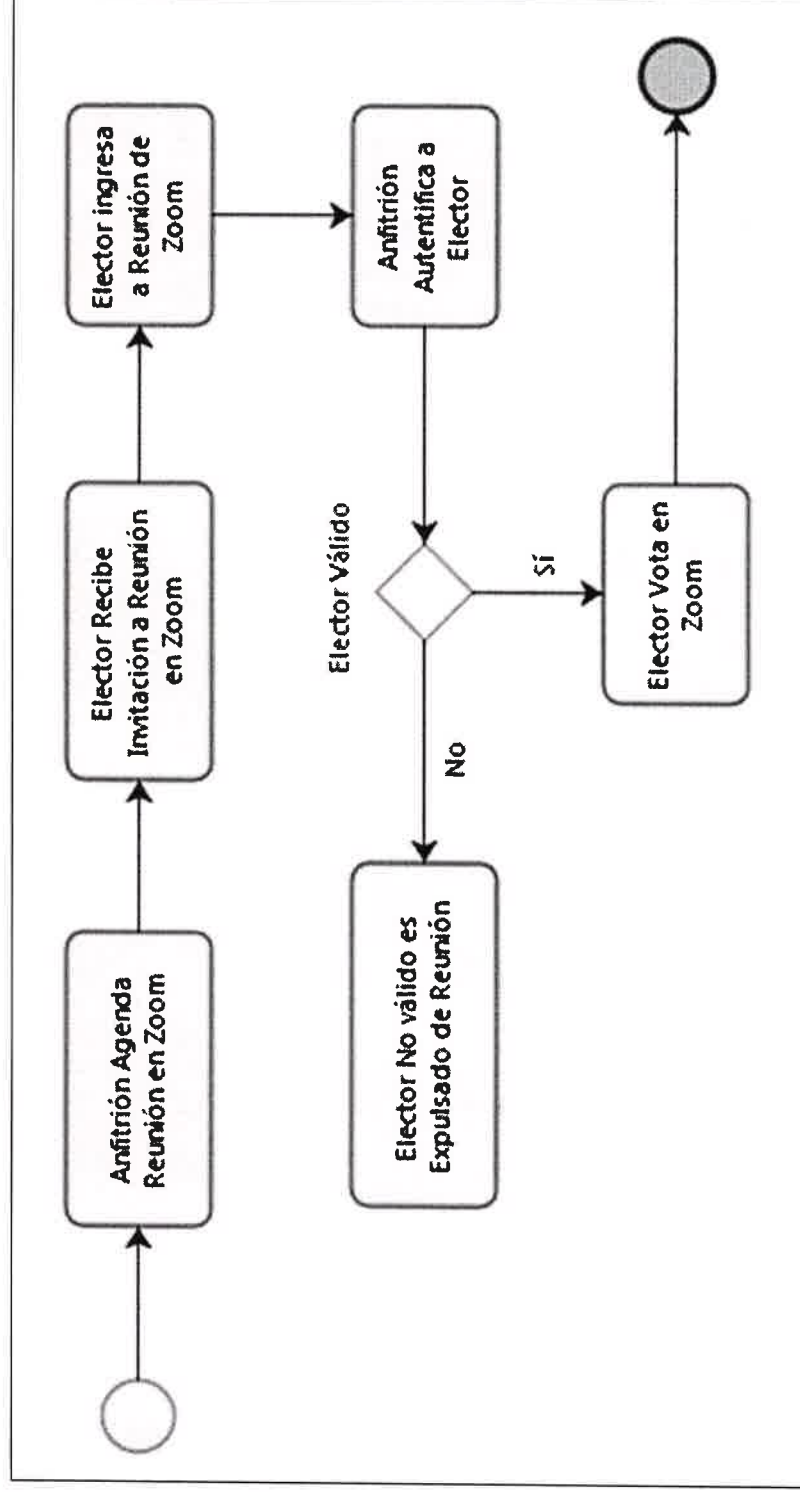 Anfitrión Agenda
Reunión en Zoom
Elector Recibe
Invitación a Reunión
en Zoom
Elector ingresa
a Reunión de
Zoom
Anfitrión
Autentifica a
Elector
Elector Válido
No
Elector No válido es
Expulsado de Reunión
Sí
Elector Vota en
Zoom